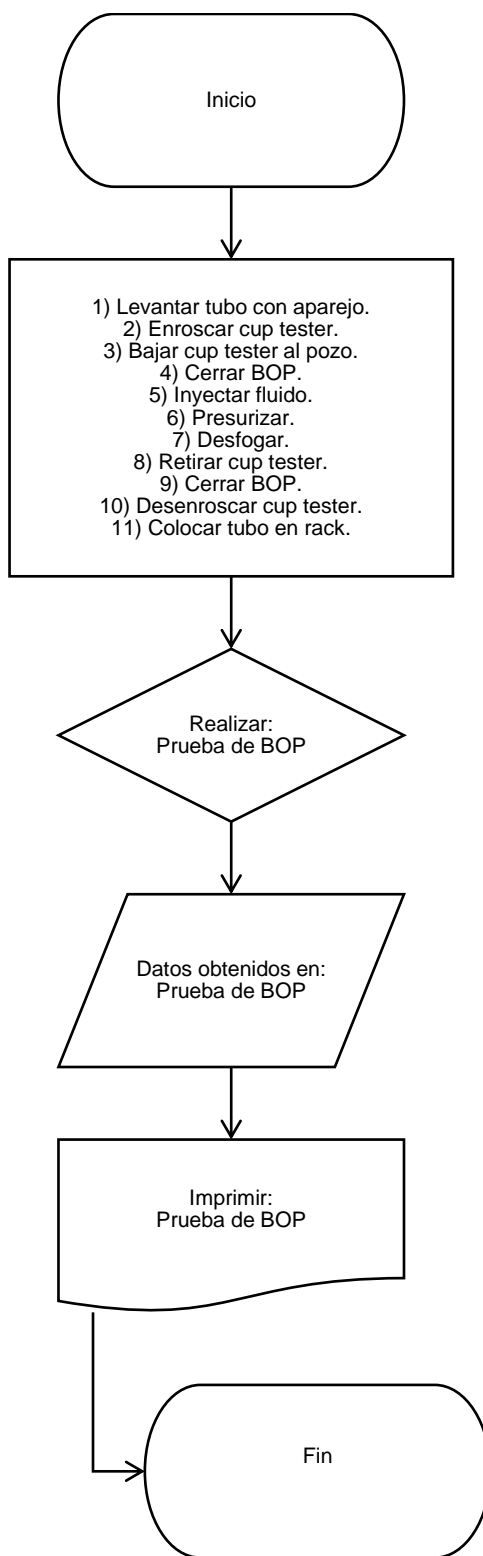 Inicio
1) Levantar tubo con aparejo.
2) Enroscar cup tester.
3) Bajar cup tester al pozo.
4) Cerrar BOP.
5) Inyectar fluido.
6) Presurizar.
7) Desfogar.
8) Retirar cup tester.
9) Cerrar BOP.
10) Desenroscar cup tester.
11) Colocar tubo en rack.
Realizar:
Prueba de BOP
Datos obtenidos en:
Prueba de BOP
Imprimir:
Prueba de BOP
Fin